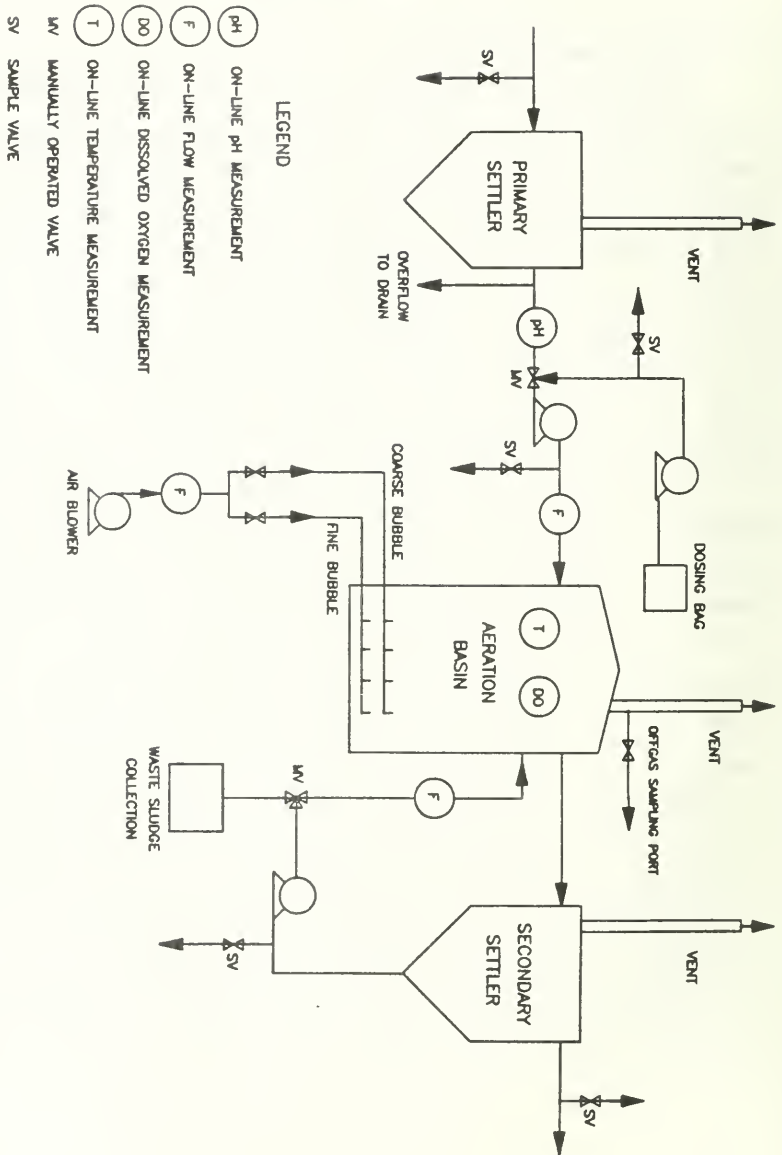 VENT
PRIMARY
SETTLER
SV
OVERFLOW
TO DRAIN
pH
MV
SV
DOSING BAG
SV
F
VENT
OFFGAS SAMPLING PORT
T
DO
AERATION
BASIN
COARSE BUBBLE
FINE BUBBLE
F
AIR BLOWER
F
MV
WASTE SLUDGE
COLLECTION
VENT
SECONDARY
SETTLER
SV
SV
LEGEND
pH ON-LINE pH MEASUREMENT
F ON-LINE FLOW MEASUREMENT
DO ON-LINE DISSOLVED OXYGEN MEASUREMENT
T ON-LINE TEMPERATURE MEASUREMENT
MV MANUALLY OPERATED VALVE
SV SAMPLE VALVE